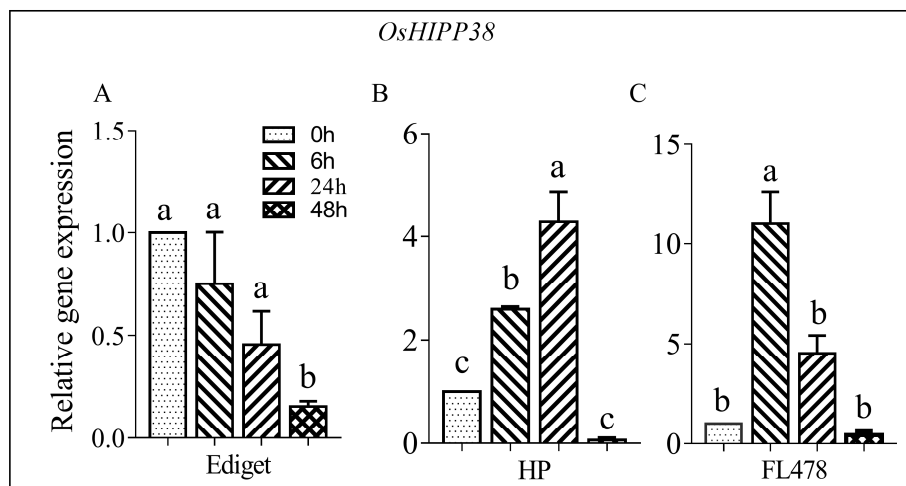 OsHIPP38
A
B
C
Relative gene expression
1.5
1.0
0.5
0.0
0h
6h
24h
48h
a
a
a
b
Ediget
6
4
2
0
c
b
a
c
HP
15
10
5
0
b
a
b
b
FL478